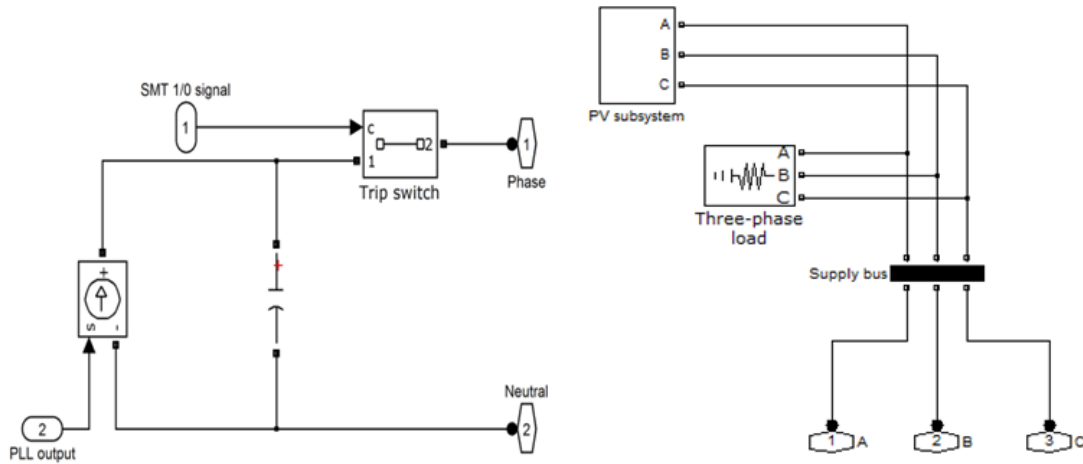 SMT 1/0 signal
1
c
1
2
Trip switch
1
Phase
+
s
-
+
2
PLL output
Neutral
2
A
B
C
PV subsystem
A
B
C
Three-phase
load
Supply bus
1 A
2 B
3 C